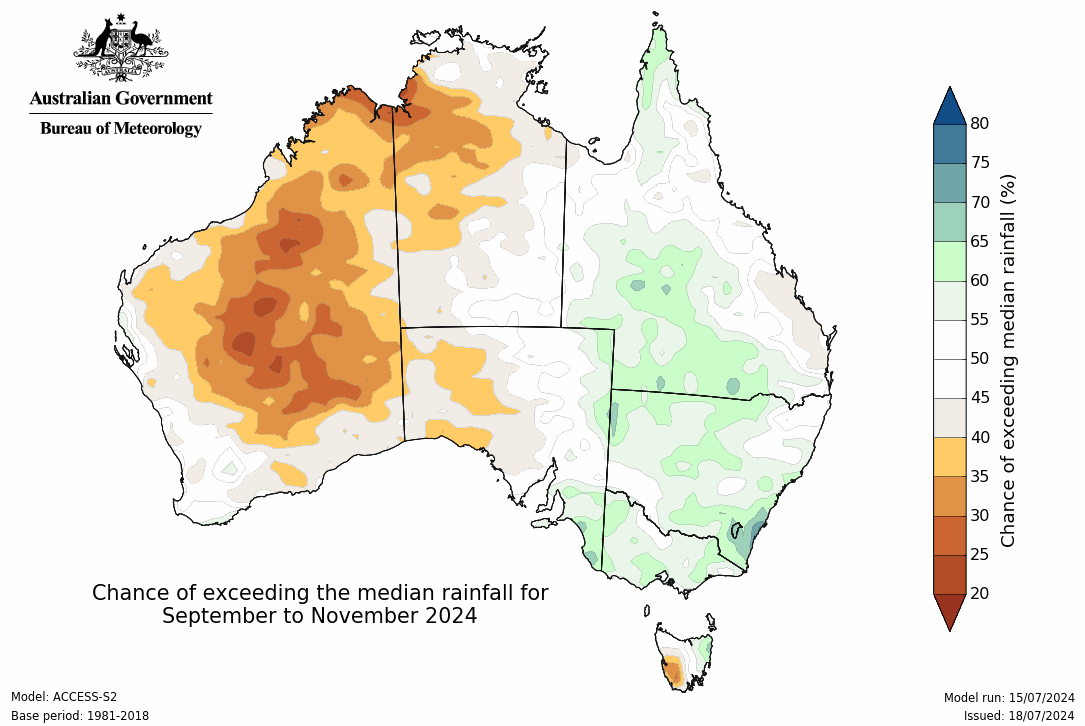 Australian Government
Bureau of Meteorology
80
75
70
65
60
55
50
45
40
35
30
25
20
Chance of exceeding median rainfall (%)
Chance of exceeding the median rainfall for
September to November 2024
Model: ACCESS-S2
Base period: 1981-2018
Model run: 15/07/2024
Issued: 18/07/2024